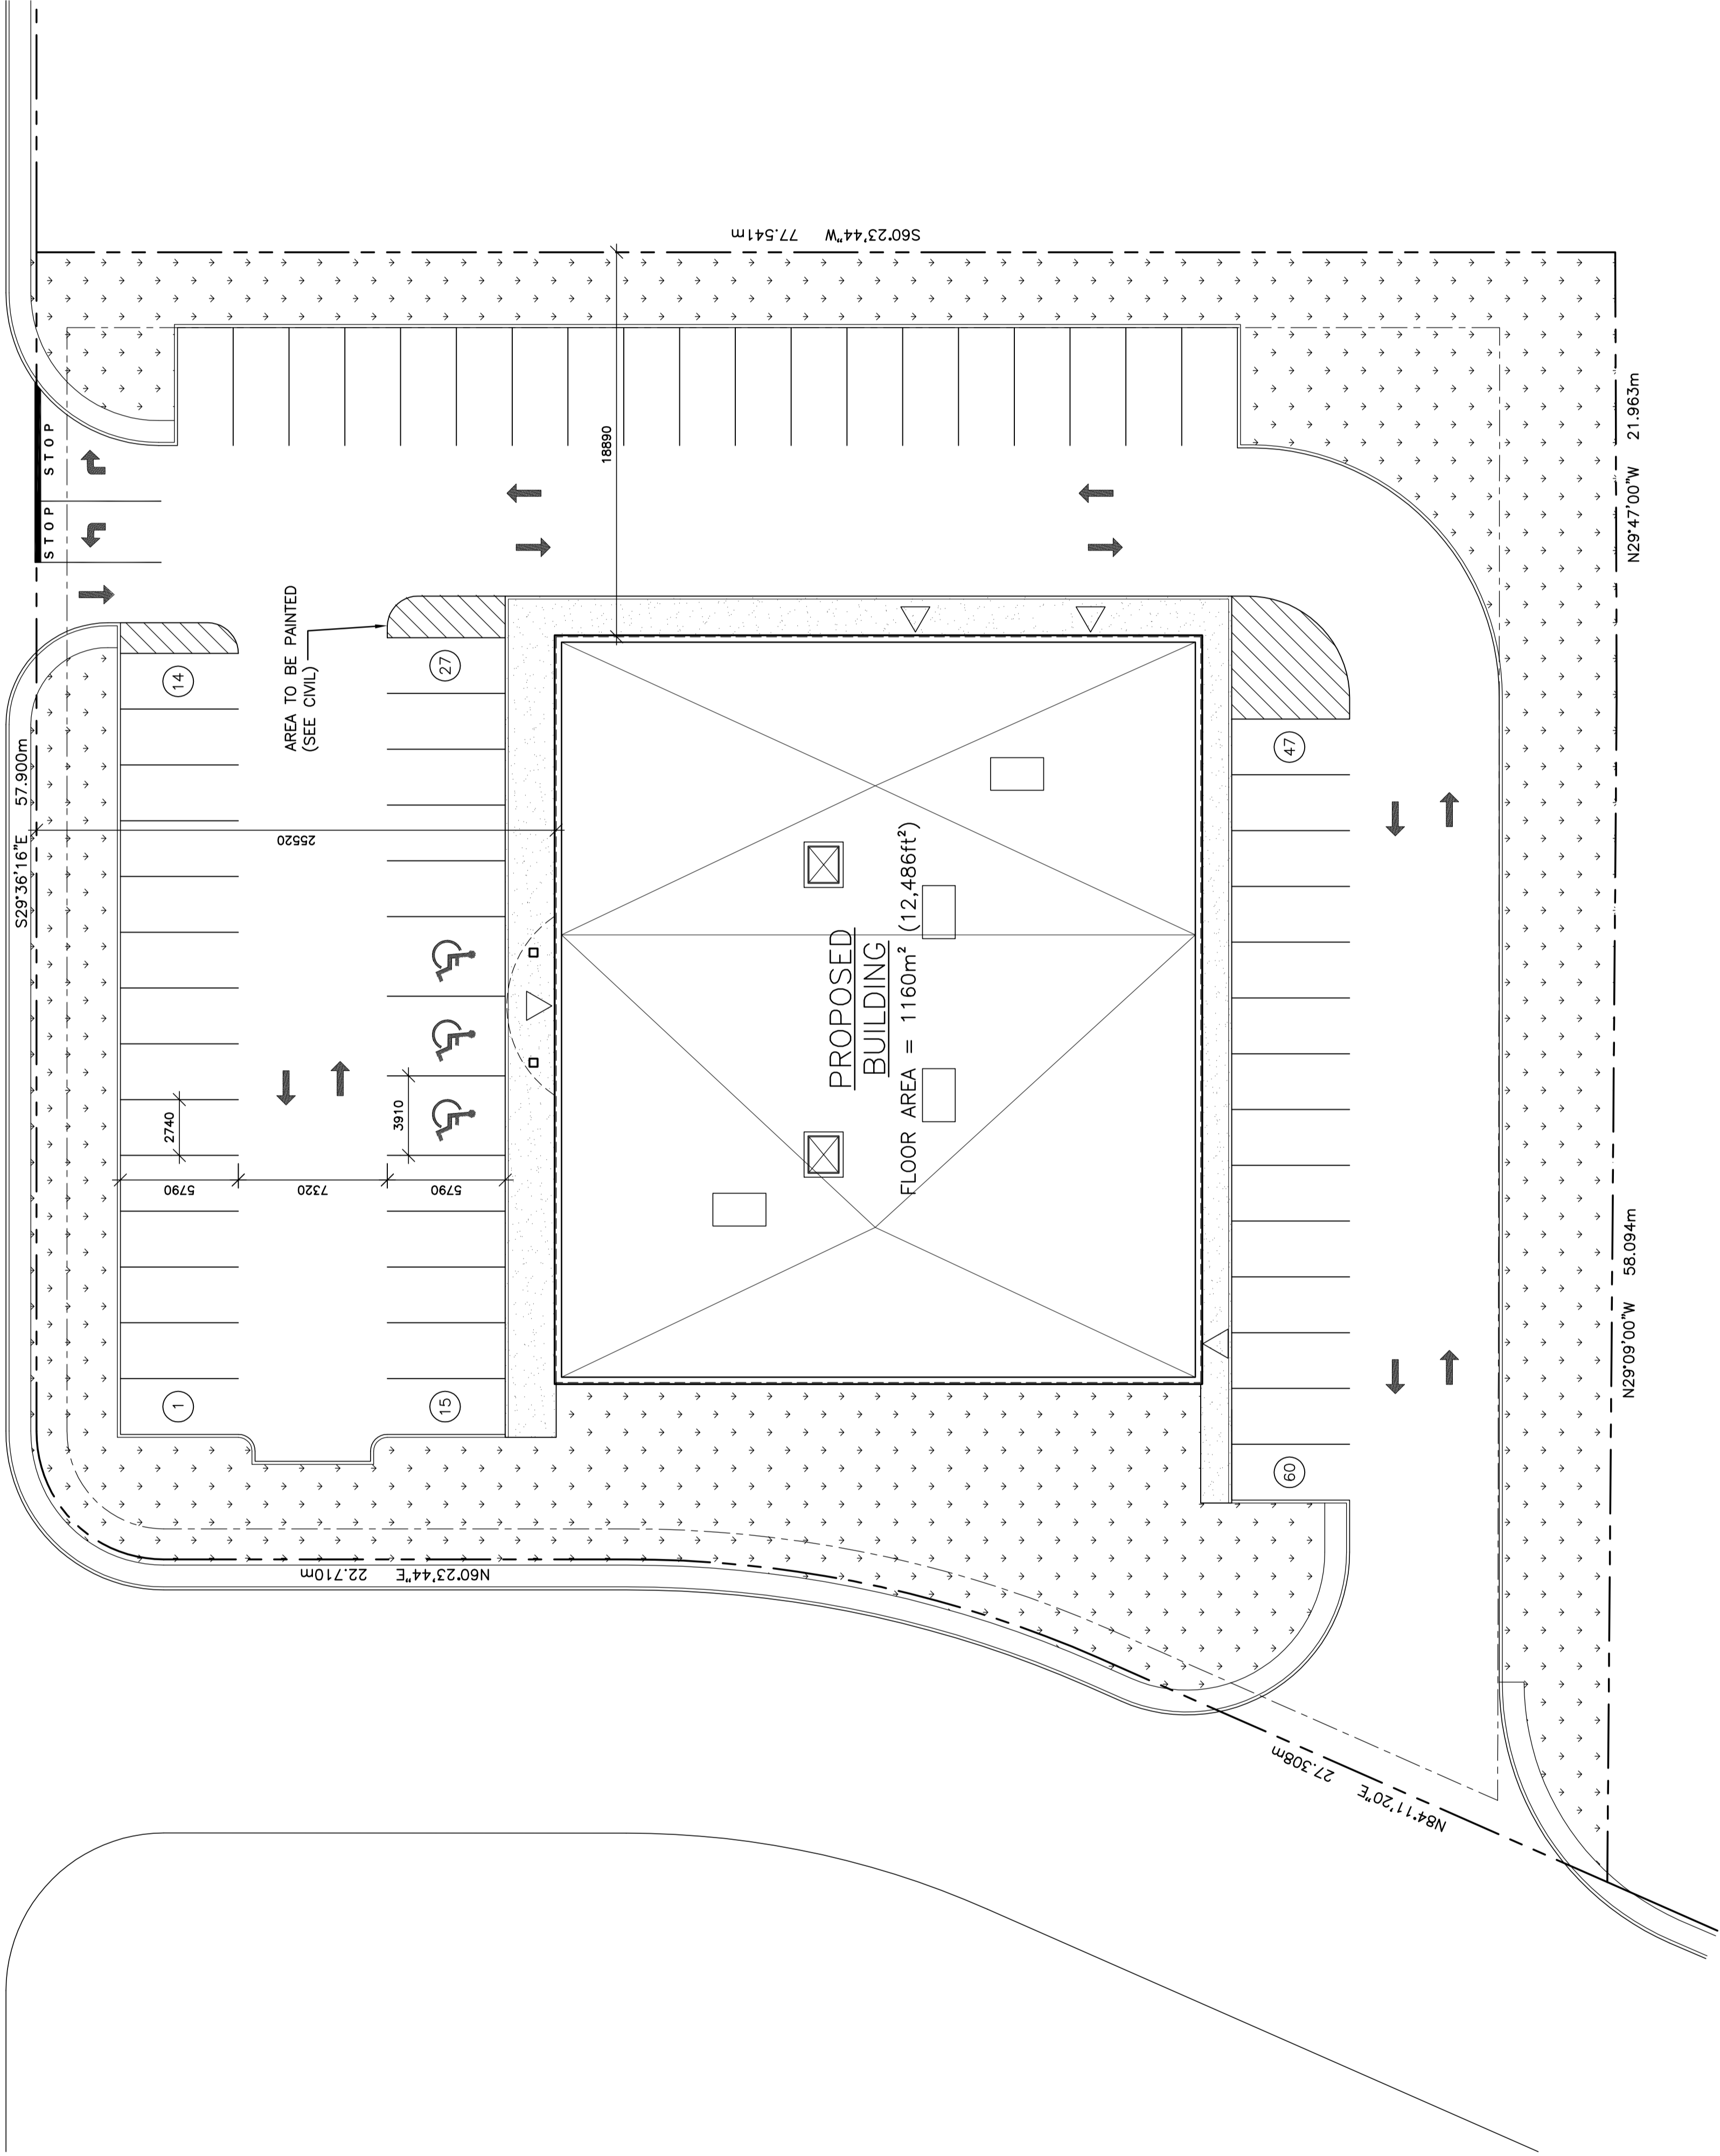 S60°23'44"W 77.541m
STOP
STOP
18890
N29°47'00"W 21.963m
AREA TO BE PAINTED
(SEE CIVIL)
14
27
47
S29°36'16"E 57.900m
25520
PROPOSED
BUILDING
FLOOR AREA = 1160m² (12,486ft²)
2740
3910
5790
7320
5790
1
15
60
N29°09'00"W 58.094m
N60°23'44"E 22.710m
N84°11'20"E 27.308m